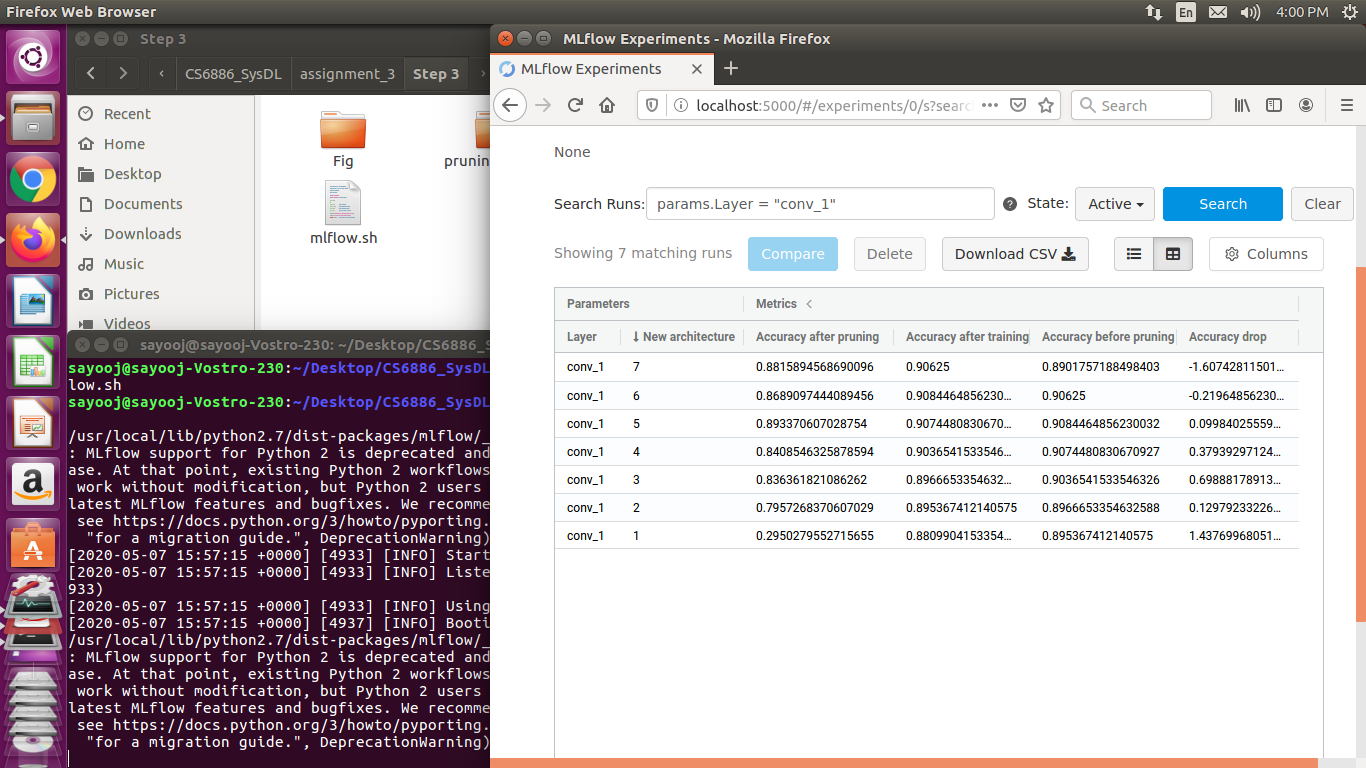 Firefox Web Browser
En
4:00 PM
Step 3
CS6886_SysDL
assignment_3
Step 3
Recent
Home
Desktop
Documents
Downloads
Music
Pictures
Videos
Fig
prunin
mlflow.sh
sayooj@sayooj-Vostro-230: ~/Desktop/CS6886_S
sayooj@sayooj-Vostro-230:~/Desktop/CS6886_SysDL
low.sh
sayooj@sayooj-Vostro-230:~/Desktop/CS6886_SysDL
/usr/local/lib/python2.7/dist-packages/mlflow/_
: MLflow support for Python 2 is deprecated and
ase. At that point, existing Python 2 workflows
work without modification, but Python 2 users
latest MLflow features and bugfixes. We recomme
see https://docs.python.org/3/howto/pyporting.
"for a migration guide.", DeprecationWarning)
[2020-05-07 15:57:15 +0000] [4933] [INFO] Start
[2020-05-07 15:57:15 +0000] [4933] [INFO] Liste
933)
[2020-05-07 15:57:15 +0000] [4933] [INFO] Using
[2020-05-07 15:57:15 +0000] [4937] [INFO] Booti
/usr/local/lib/python2.7/dist-packages/mlflow/_
: MLflow support for Python 2 is deprecated and
ase. At that point, existing Python 2 workflows
work without modification, but Python 2 users
latest MLflow features and bugfixes. We recomme
see https://docs.python.org/3/howto/pyporting.
"for a migration guide.", DeprecationWarning)
MLflow Experiments - Mozilla Firefox
MLflow Experiments
localhost:5000/#/experiments/0/s?searc
Search
None
Search Runs: params.Layer = "conv_1" State: Active Search Clear
Showing 7 matching runs Compare Delete Download CSV Columns
Parameters Metrics
Layer New architecture Accuracy after pruning Accuracy after training Accuracy before pruning Accuracy drop
conv_1 7 0.8815894568690096 0.90625 0.8901757188498403 -1.60742811501...
conv_1 6 0.8689097444089456 0.9084464856230... 0.90625 -0.21964856230...
conv_1 5 0.893370607028754 0.9074480830670... 0.9084464856230032 0.09984025559...
conv_1 4 0.8408546325878594 0.9036541533546... 0.9074480830670927 0.37939297124...
conv_1 3 0.836361821086262 0.8966653354632... 0.9036541533546326 0.69888178913...
conv_1 2 0.7957268370607029 0.895367412140575 0.8966653354632588 0.12979233226...
conv_1 1 0.2950279552715655 0.8809904153354... 0.895367412140575 1.43769968051...